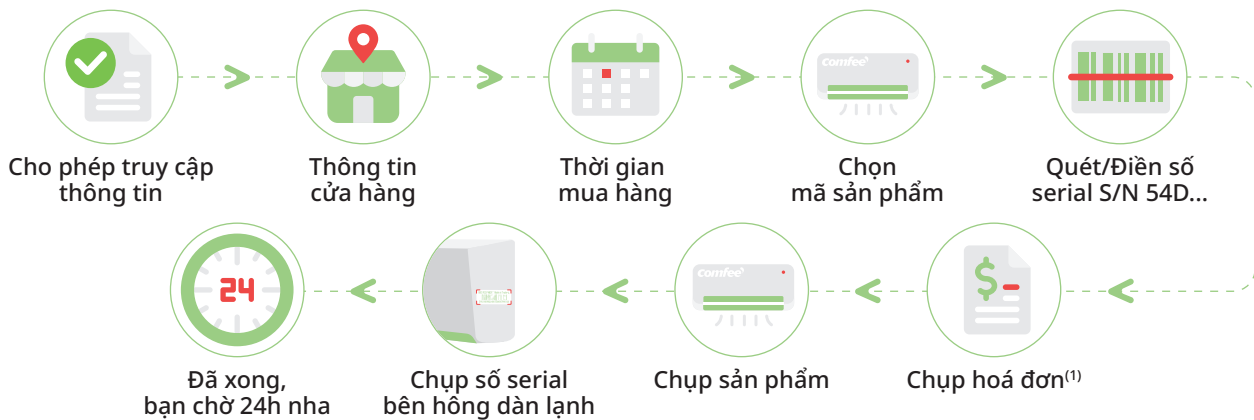 comfee
Cho phép truy cập
thông tin
Thông tin
cửa hàng
Thời gian
mua hàng
Chọn
mã sản phẩm
Quét/Điền số
serial S/N 54D...
24
comfee
Đã xong,
bạn chờ 24h nha
Chụp số serial
bên hông dàn lạnh
Chụp sản phẩm
Chụp hoá đơn(1)